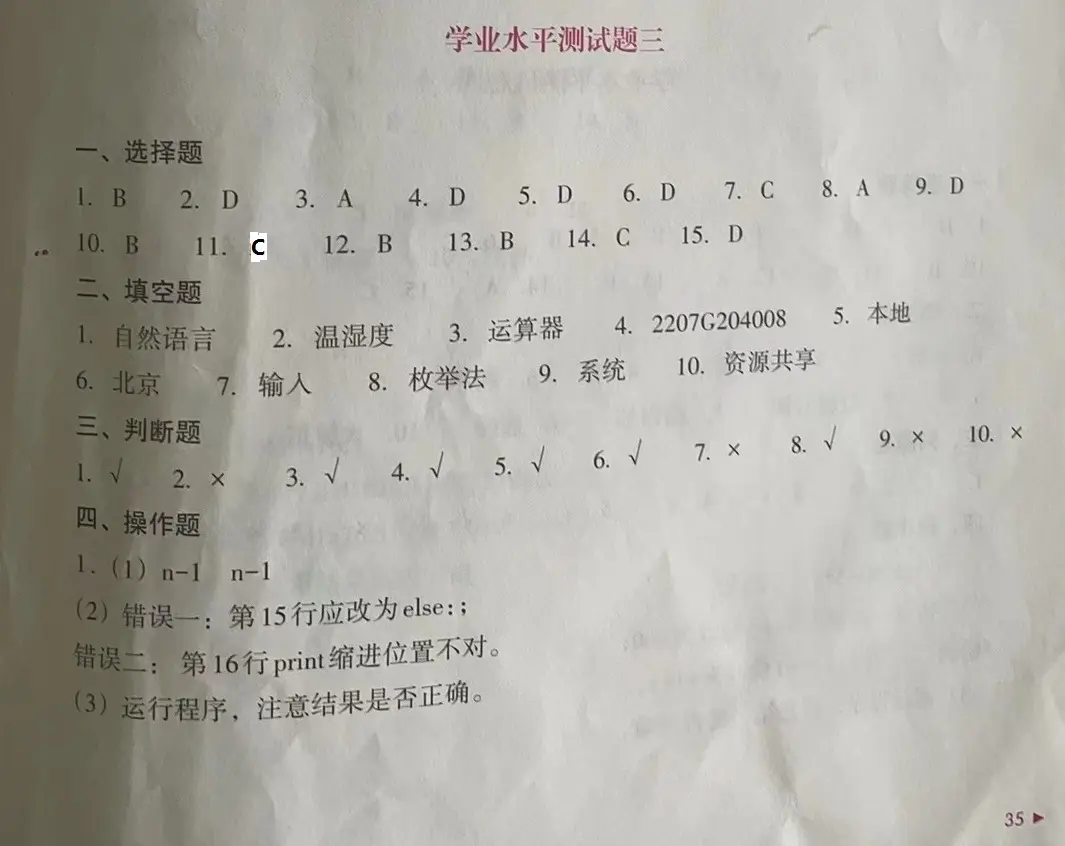 学业水平测试题三
一、选择题
1. B 2. D 3. A 4. D 5. D 6. D 7. C 8. A 9. D
10. B 11. C 12. B 13. B 14. C 15. D
二、填空题
1. 自然语言 2. 温湿度 3. 运算器 4. 2207G204008 5. 本地
6. 北京 7. 输入 8. 枚举法 9. 系统 10. 资源共享
三、判断题
1. √ 2. × 3. √ 4. √ 5. √ 6. √ 7. × 8. √ 9. × 10. ×
四、操作题
1.（1）n-1 n-1
（2）错误一：第15行应改为else:；
错误二：第16行print缩进位置不对。
（3）运行程序，注意结果是否正确。
35 ▶